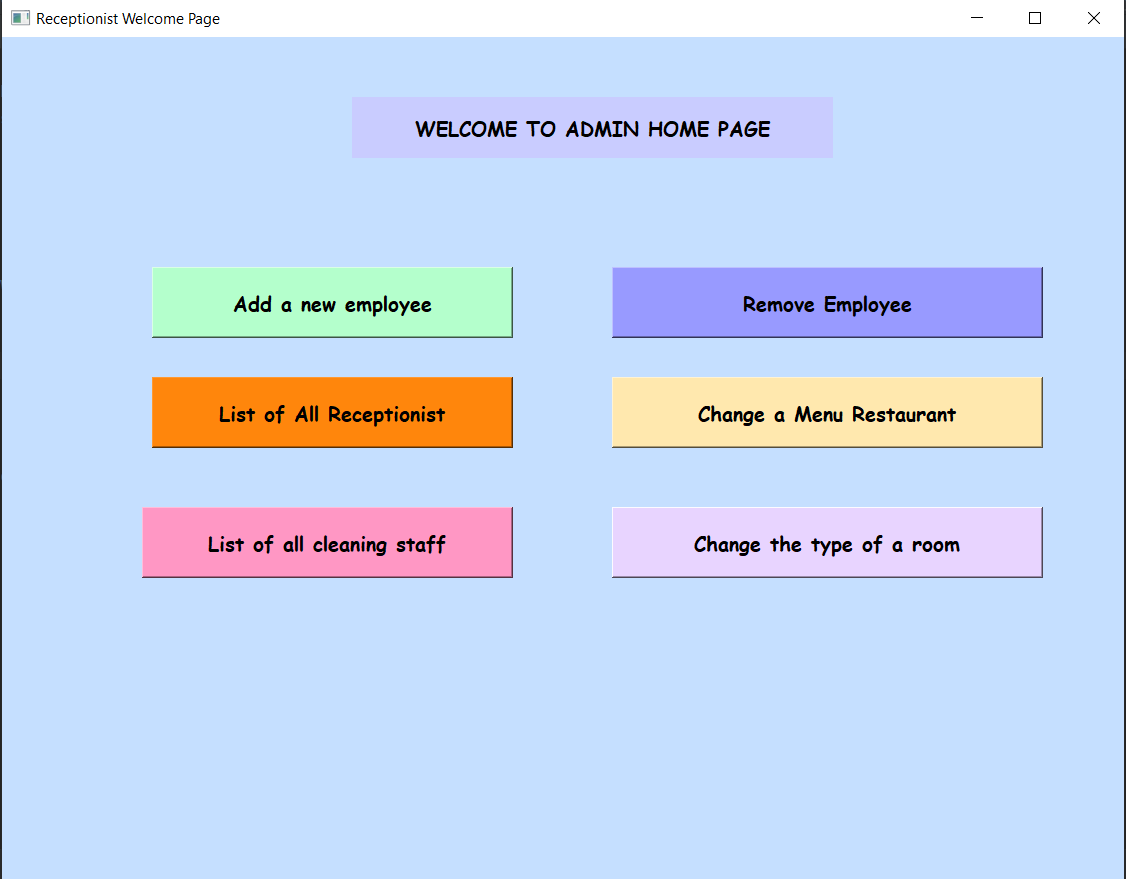 Receptionist Welcome Page
WELCOME TO ADMIN HOME PAGE
Add a new employee
Remove Employee
List of All Receptionist
Change a Menu Restaurant
List of all cleaning staff
Change the type of a room